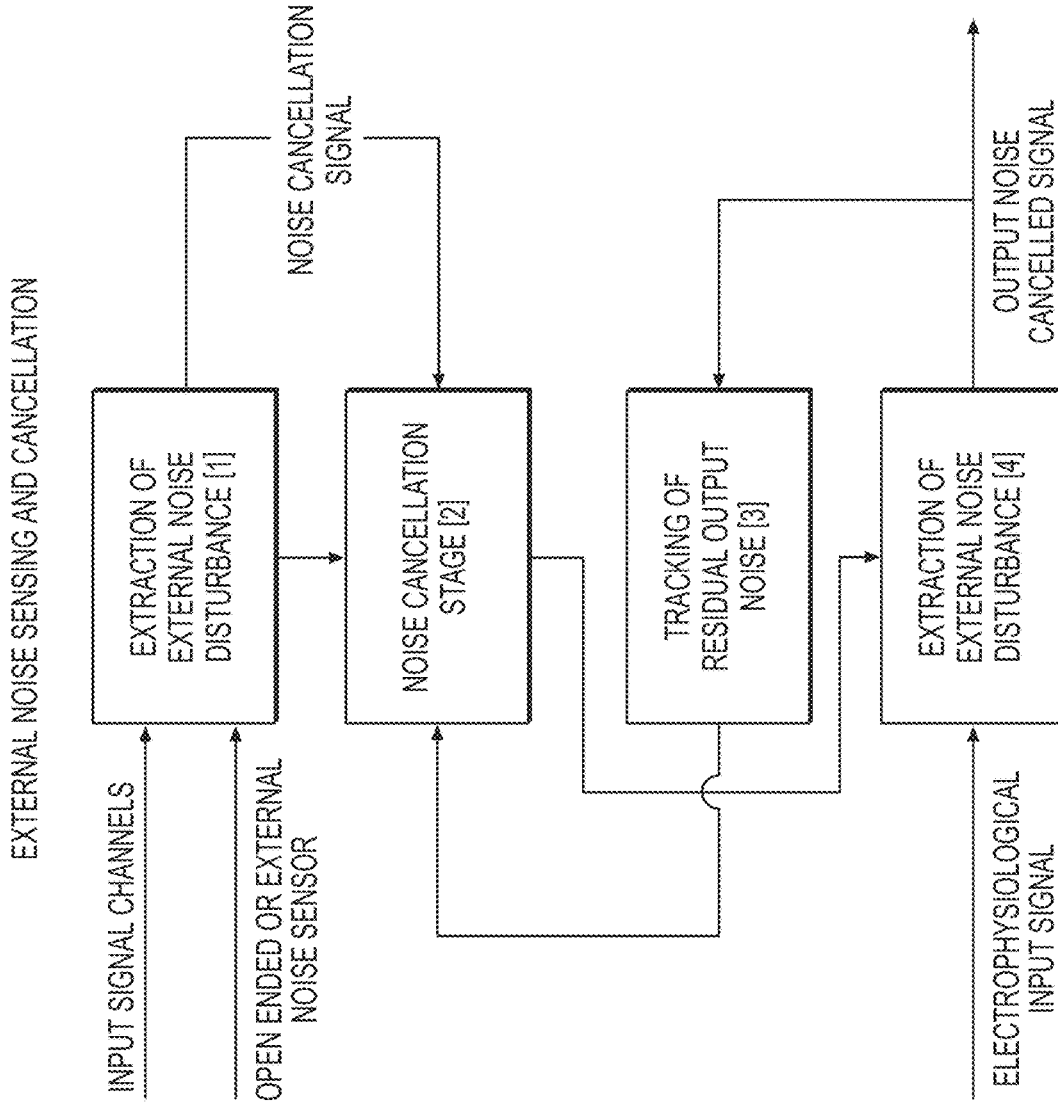 EXTERNAL NOISE SENSING AND CANCELLATION
INPUT SIGNAL CHANNELS
OPEN ENDED OR EXTERNAL
NOISE SENSOR
EXTRACTION OF
EXTERNAL NOISE
DISTURBANCE [1]
NOISE CANCELLATION
SIGNAL
NOISE CANCELLATION
STAGE [2]
TRACKING OF
RESIDUAL OUTPUT
NOISE [3]
ELECTROPHYSIOLOGICAL
INPUT SIGNAL
EXTRACTION OF
EXTERNAL NOISE
DISTURBANCE [4]
OUTPUT NOISE
CANCELLED SIGNAL